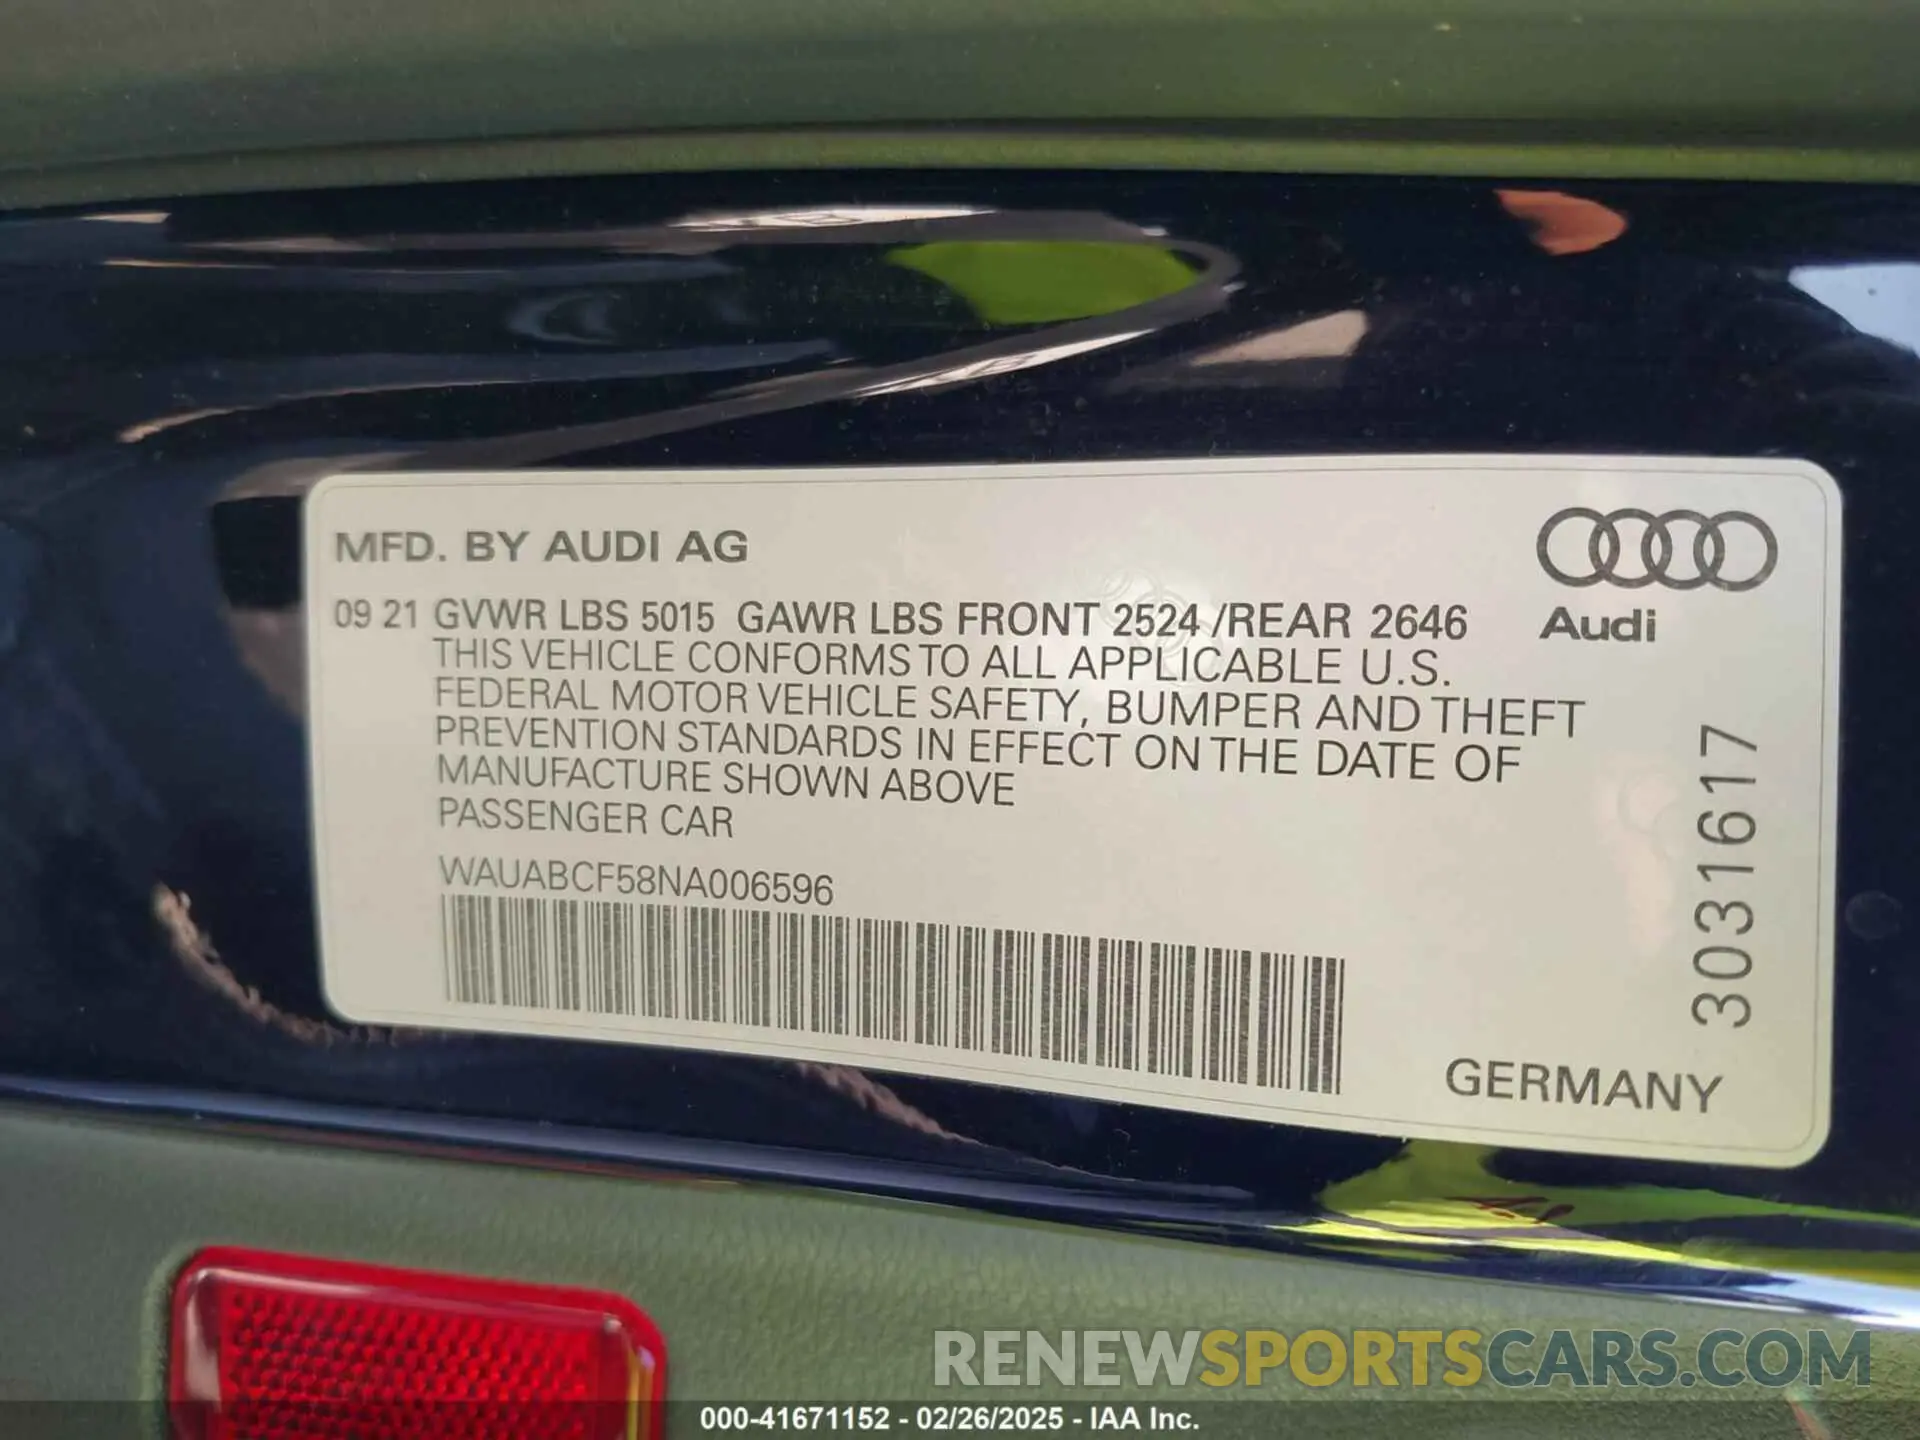 MFD. BY AUDI AG
Audi
09 21 GVWR LBS 5015 GAWR LBS FRONT 2524 /REAR 2646
THIS VEHICLE CONFORMS TO ALL APPLICABLE U.S.
FEDERAL MOTOR VEHICLE SAFETY, BUMPER AND THEFT
PREVENTION STANDARDS IN EFFECT ON THE DATE OF
MANUFACTURE SHOWN ABOVE
PASSENGER CAR
WAUABCF58NA006596
3031617
GERMANY
RENEWSPORTSCARS.COM
000-41671152 - 02/26/2025 - IAA Inc.